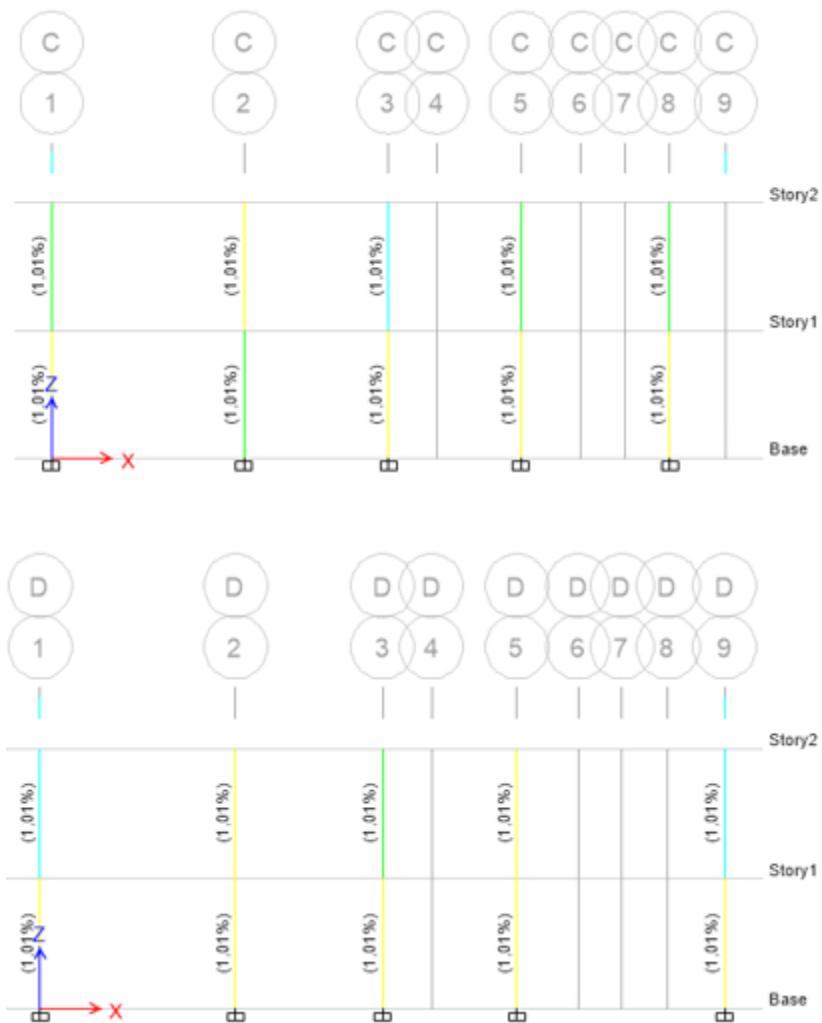 C C C C C C C C C
1 2 3 4 5 6 7 8 9
Story2
(1,01%) (1,01%) (1,01%) (1,01%) (1,01%)
Story1
(1,01%) (1,01%) (1,01%) (1,01%) (1,01%)
Z
Base
X
D D D D D D D D D
1 2 3 4 5 6 7 8 9
Story2
(1,01%) (1,01%) (1,01%) (1,01%) (1,01%)
Story1
(1,01%) (1,01%) (1,01%) (1,01%) (1,01%)
Z
Base
X